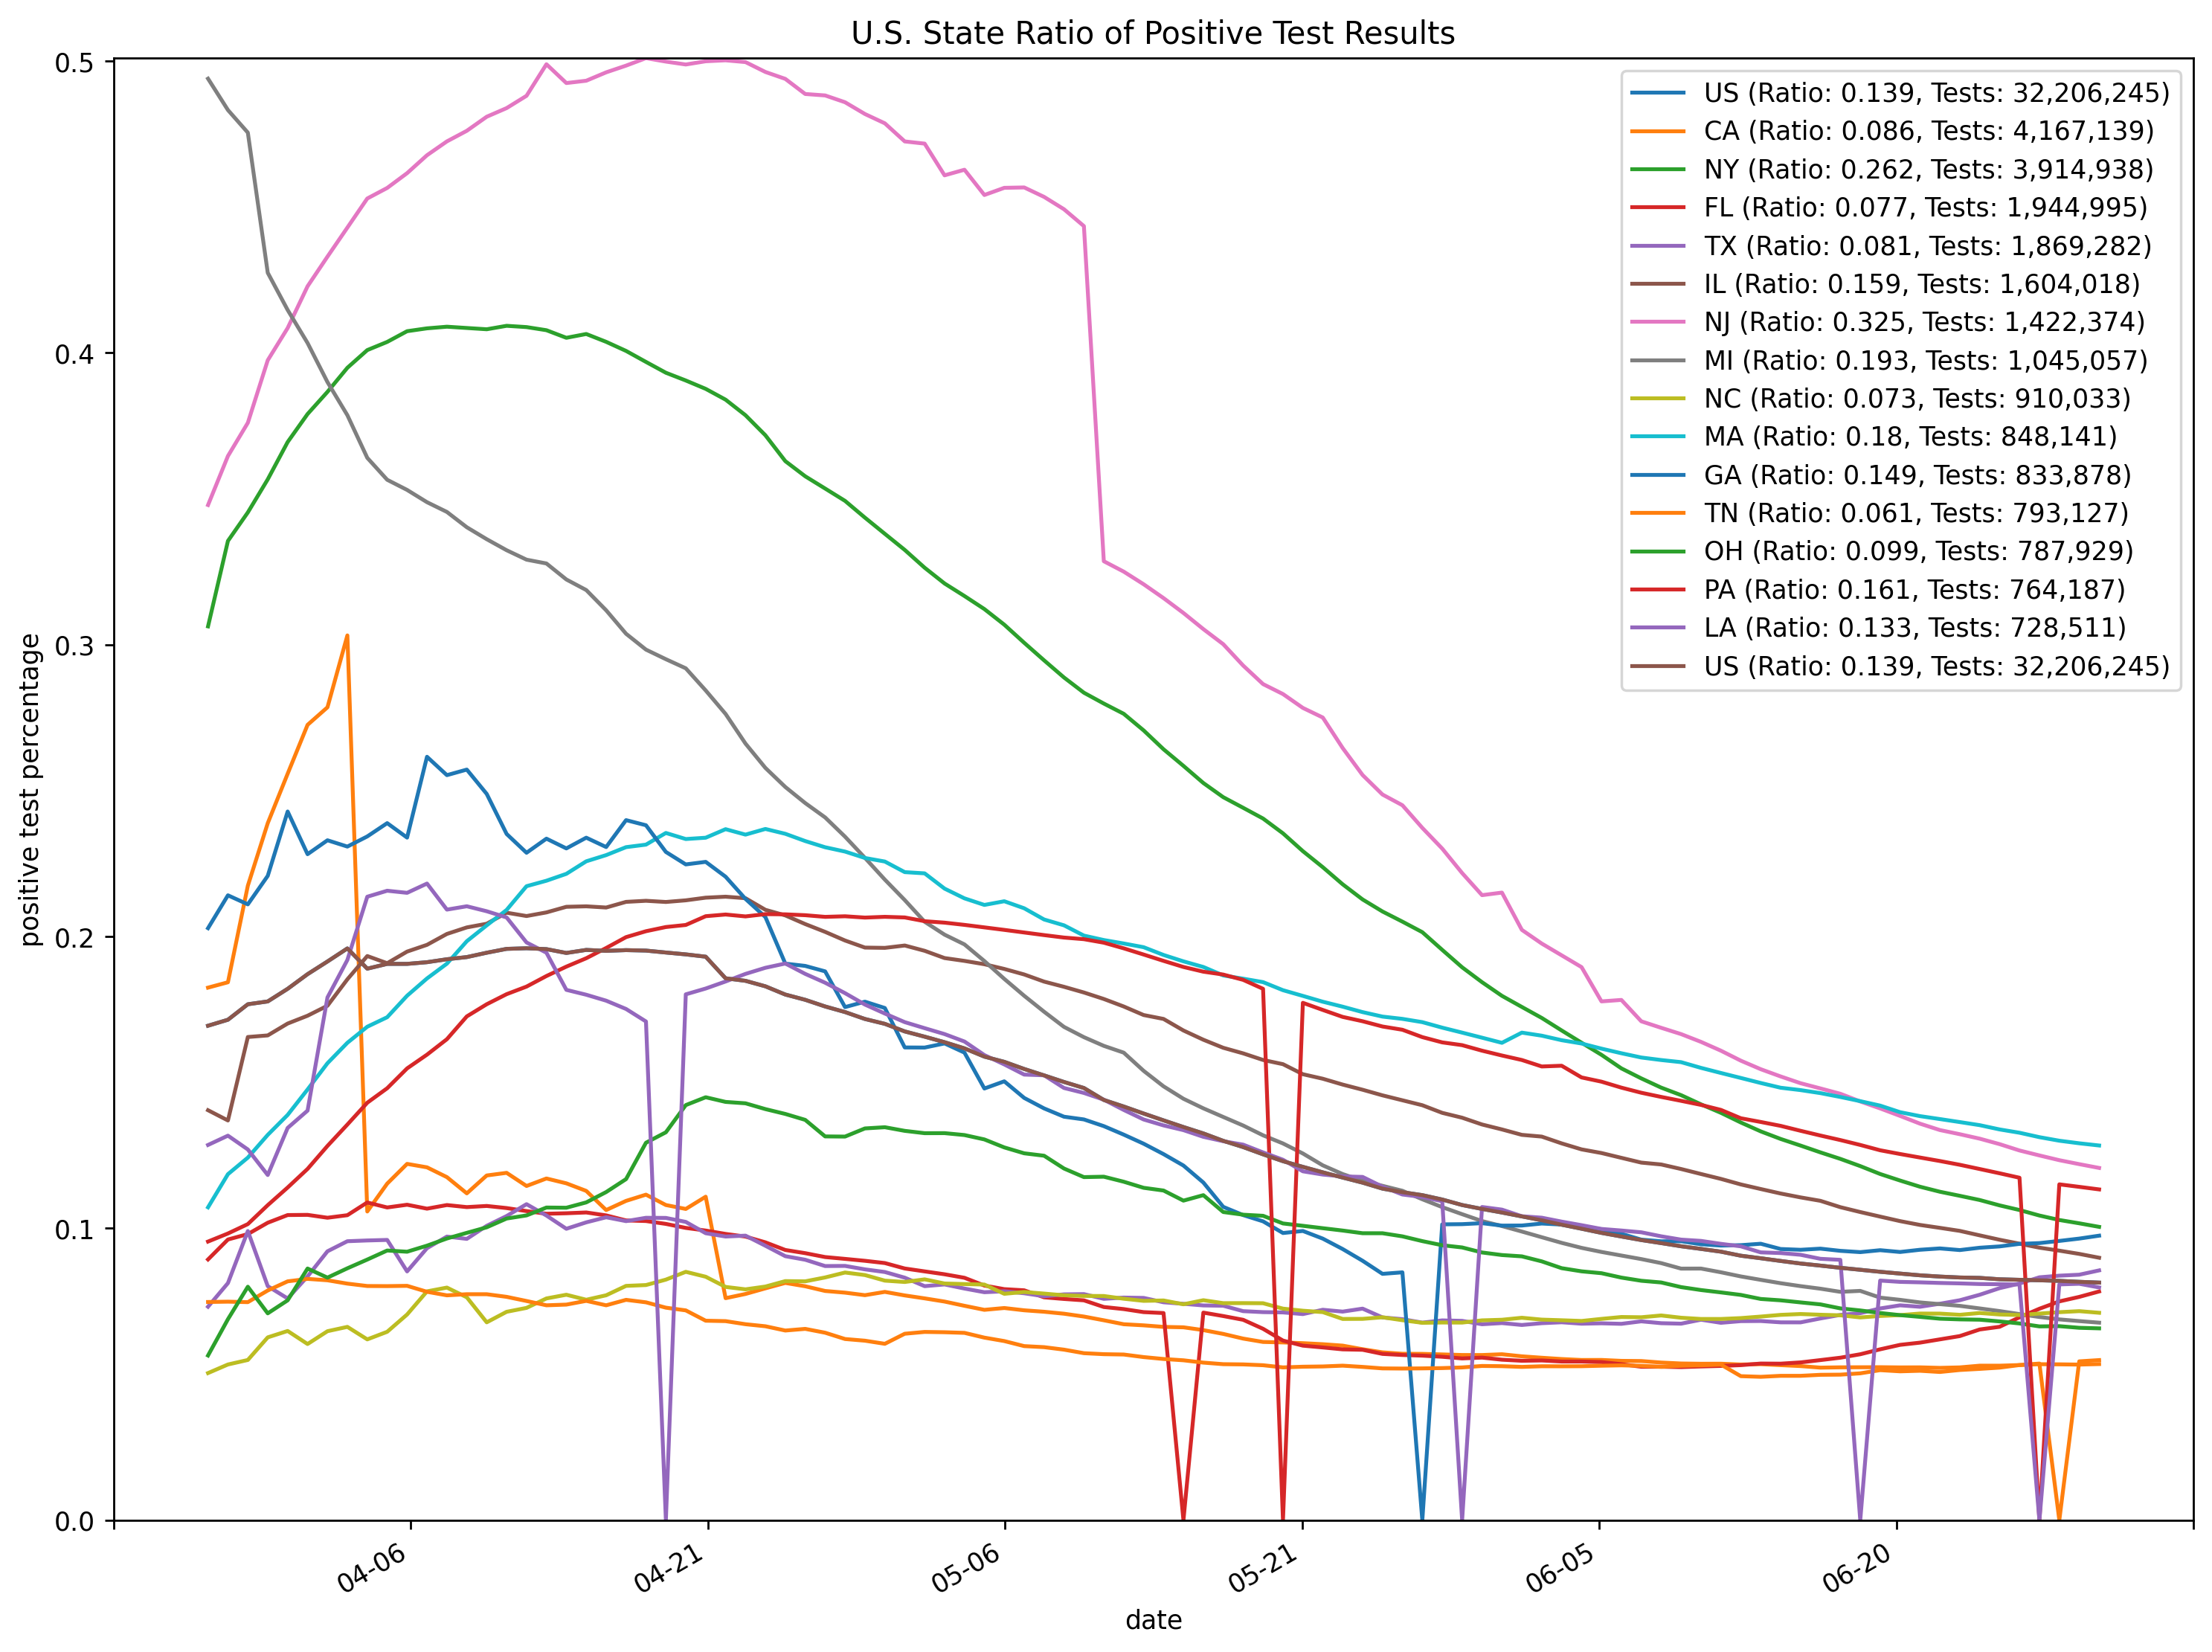 U.S. State Ratio of Positive Test Results
0.5
0.4
0.3
0.2
0.1
0.0
positive test percentage
US (Ratio: 0.139, Tests: 32,206,245)
CA (Ratio: 0.086, Tests: 4,167,139)
NY (Ratio: 0.262, Tests: 3,914,938)
FL (Ratio: 0.077, Tests: 1,944,995)
TX (Ratio: 0.081, Tests: 1,869,282)
IL (Ratio: 0.159, Tests: 1,604,018)
NJ (Ratio: 0.325, Tests: 1,422,374)
MI (Ratio: 0.193, Tests: 1,045,057)
NC (Ratio: 0.073, Tests: 910,033)
MA (Ratio: 0.18, Tests: 848,141)
GA (Ratio: 0.149, Tests: 833,878)
TN (Ratio: 0.061, Tests: 793,127)
OH (Ratio: 0.099, Tests: 787,929)
PA (Ratio: 0.161, Tests: 764,187)
LA (Ratio: 0.133, Tests: 728,511)
US (Ratio: 0.139, Tests: 32,206,245)
04-06
04-21
05-06
05-21
06-05
06-20
date